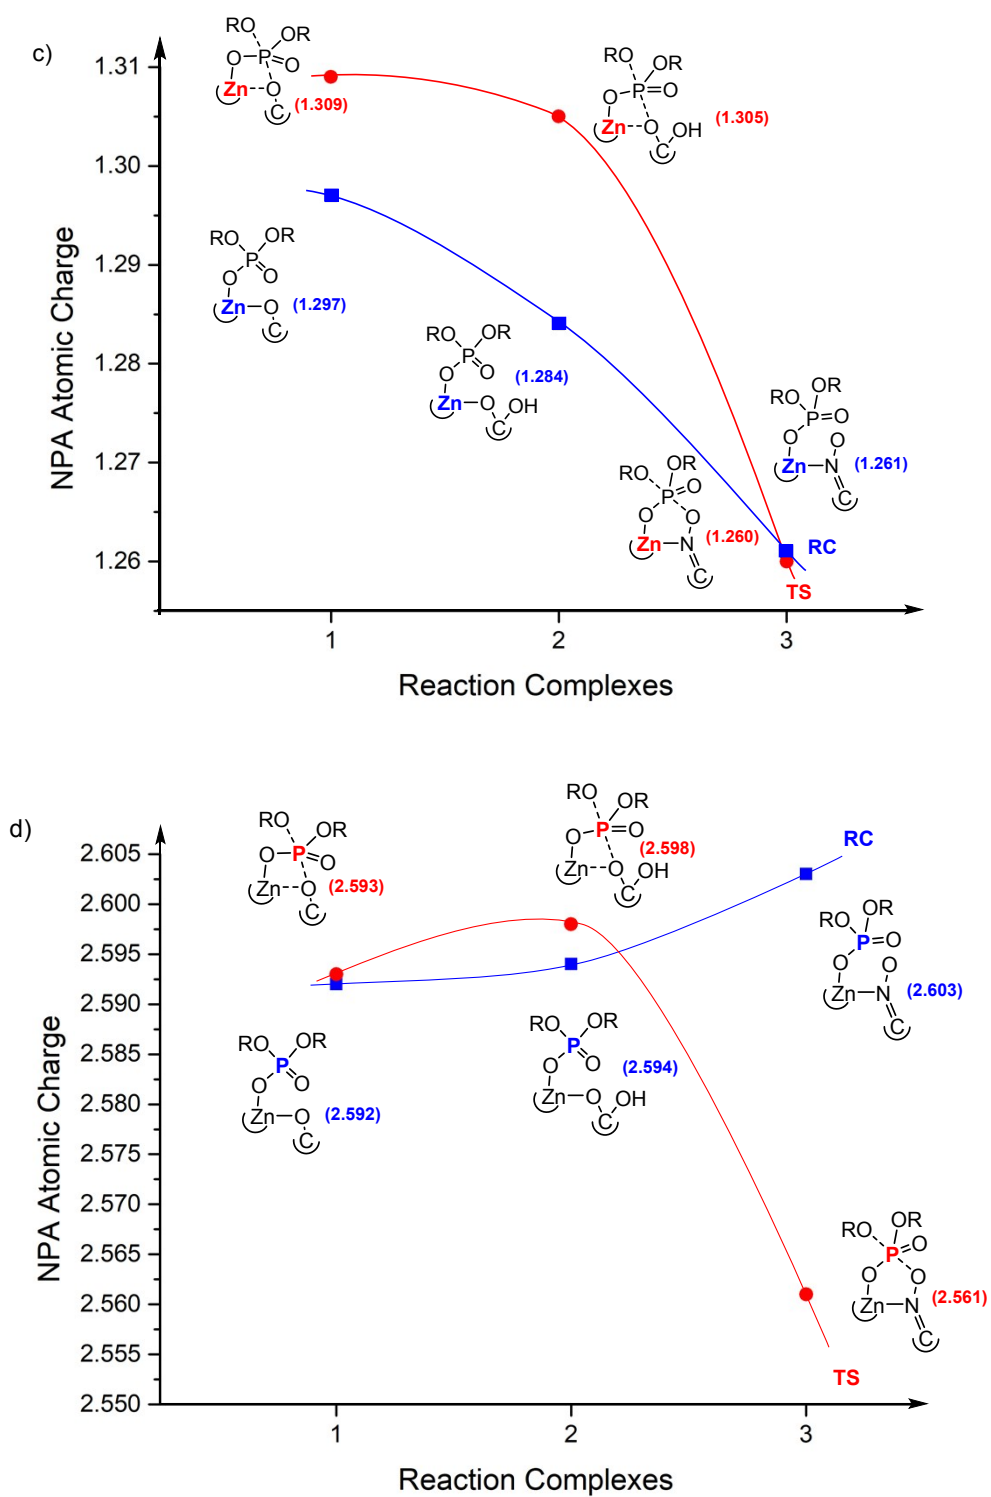 c)
NPA Atomic Charge
1.31
1.30
1.29
1.28
1.27
1.26
RO OR
O P O
Zn O
C
(1.309)
RO OR
O P O
Zn O OH
C
(1.305)
RO OR
P
O O
Zn O
C
(1.297)
RO OR
P
O O
Zn O OH
C
(1.284)
RO OR
P O
O O
Zn N
C
(1.260)
RO OR
P O
O O
Zn N
C
(1.261)
RC
TS
1 2 3
Reaction Complexes
d)
NPA Atomic Charge
2.605
2.600
2.595
2.590
2.585
2.580
2.575
2.570
2.565
2.560
2.555
2.550
RO OR
O P O
Zn O
C
(2.593)
RO OR
O P O
Zn O OH
C
(2.598)
RC
RO OR
P
O O
Zn O
C
(2.592)
RO OR
P
O O
Zn O OH
C
(2.594)
RO OR
P O
O O
Zn N
C
(2.603)
RO OR
P O
O O
Zn N
C
(2.561)
TS
1 2 3
Reaction Complexes